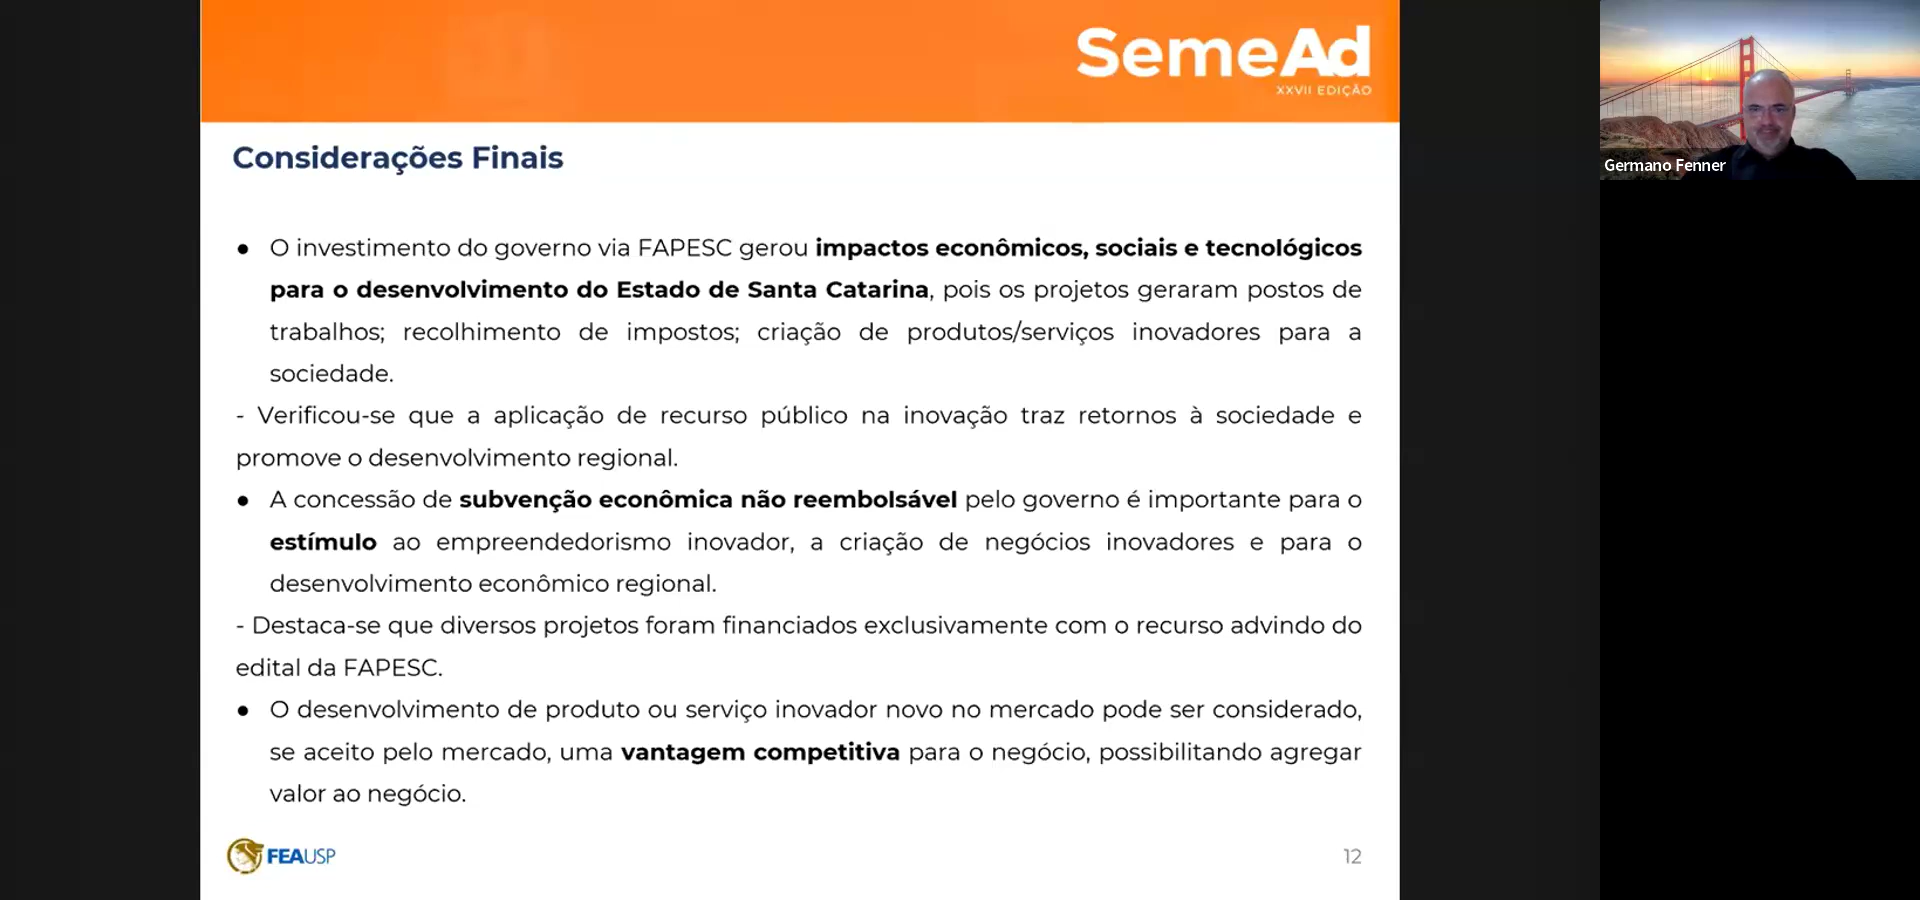 SemeAd
XXVII EDIÇÃO
Considerações Finais
● O investimento do governo via FAPESC gerou impactos econômicos, sociais e tecnológicos
para o desenvolvimento do Estado de Santa Catarina, pois os projetos geraram postos de
trabalhos; recolhimento de impostos; criação de produtos/serviços inovadores para a
sociedade.
- Verificou-se que a aplicação de recurso público na inovação traz retornos à sociedade e
promove o desenvolvimento regional.
● A concessão de subvenção econômica não reembolsável pelo governo é importante para o
estímulo ao empreendedorismo inovador, a criação de negócios inovadores e para o
desenvolvimento econômico regional.
- Destaca-se que diversos projetos foram financiados exclusivamente com o recurso advindo do
edital da FAPESC.
● O desenvolvimento de produto ou serviço inovador novo no mercado pode ser considerado,
se aceito pelo mercado, uma vantagem competitiva para o negócio, possibilitando agregar
valor ao negócio.
FEAUSP
12
Germano Fenner